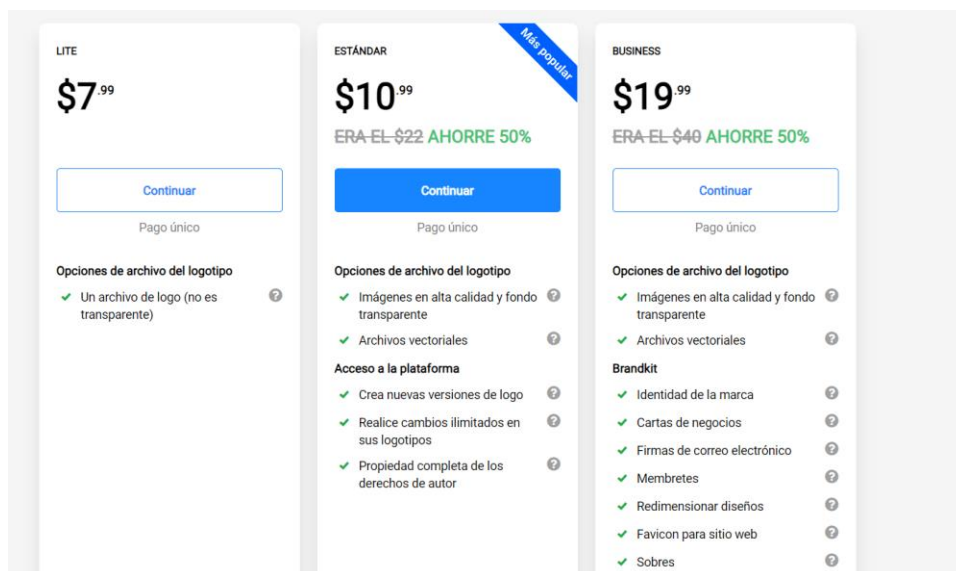 LITE
$7.99
Continuar
Pago único
Opciones de archivo del logotipo
Un archivo de logo (no es
transparente)
ESTÁNDAR
Más popular
$10.99
ERA EL $22 AHORRE 50%
Continuar
Pago único
Opciones de archivo del logotipo
Imágenes en alta calidad y fondo
transparente
Archivos vectoriales
Acceso a la plataforma
Crea nuevas versiones de logo
Realice cambios ilimitados en
sus logotipos
Propiedad completa de los
derechos de autor
BUSINESS
$19.99
ERA EL $40 AHORRE 50%
Continuar
Pago único
Opciones de archivo del logotipo
Imágenes en alta calidad y fondo
transparente
Archivos vectoriales
Brandkit
Identidad de la marca
Cartas de negocios
Firmas de correo electrónico
Membretes
Redimensionar diseños
Favicon para sitio web
Sobres